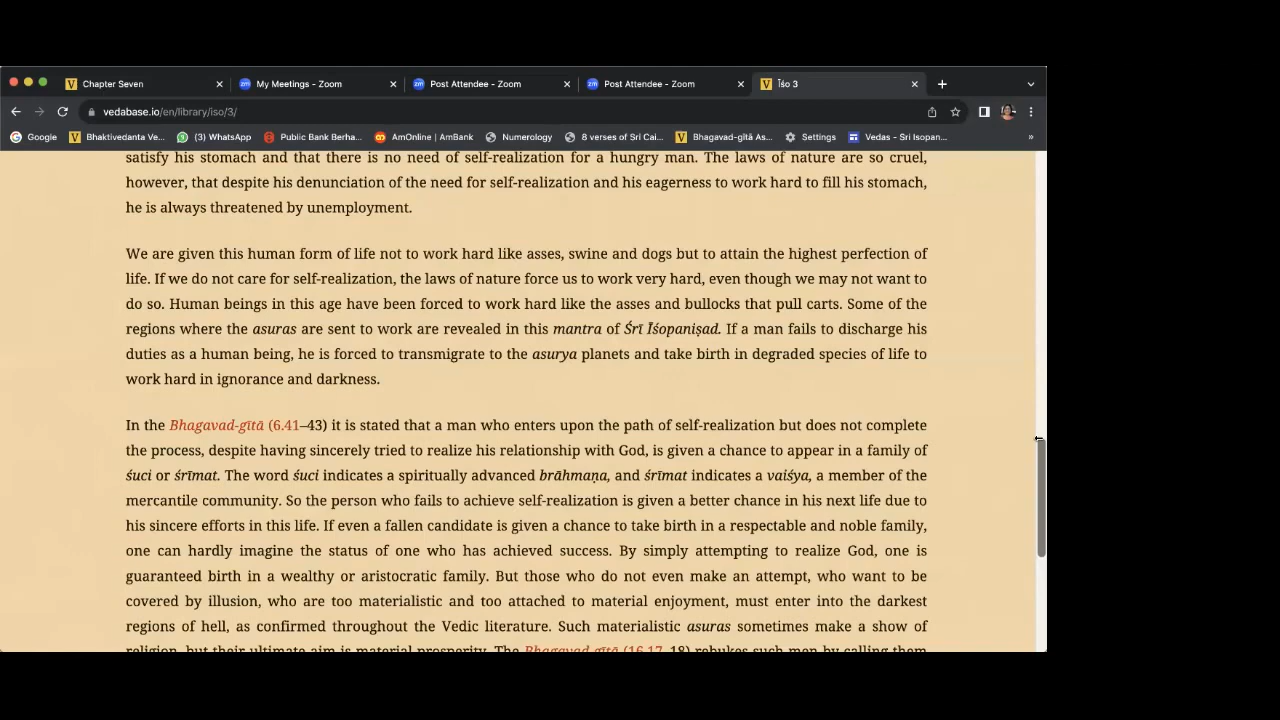 Chapter Seven
My Meetings - Zoom
Post Attendee - Zoom
Post Attendee - Zoom
Īśo 3
vedabase.io/en/library/iso/3/
Google
Bhaktivedanta Ve...
(3) WhatsApp
Public Bank Berha...
AmOnline | AmBank
Numerology
8 verses of Sri Cai...
Bhagavad-gītā As...
Settings
Vedas - Sri Isopan...
»
satisfy his stomach and that there is no need of self-realization for a hungry man. The laws of nature are so cruel,
however, that despite his denunciation of the need for self-realization and his eagerness to work hard to fill his stomach,
he is always threatened by unemployment.
We are given this human form of life not to work hard like asses, swine and dogs but to attain the highest perfection of
life. If we do not care for self-realization, the laws of nature force us to work very hard, even though we may not want to
do so. Human beings in this age have been forced to work hard like the asses and bullocks that pull carts. Some of the
regions where the asuras are sent to work are revealed in this mantra of Śrī Īśopaniṣad. If a man fails to discharge his
duties as a human being, he is forced to transmigrate to the asurya planets and take birth in degraded species of life to
work hard in ignorance and darkness.
In the Bhagavad-gītā (6.41–43) it is stated that a man who enters upon the path of self-realization but does not complete
the process, despite having sincerely tried to realize his relationship with God, is given a chance to appear in a family of
śuci or śrīmat. The word śuci indicates a spiritually advanced brāhmaṇa, and śrīmat indicates a vaiśya, a member of the
mercantile community. So the person who fails to achieve self-realization is given a better chance in his next life due to
his sincere efforts in this life. If even a fallen candidate is given a chance to take birth in a respectable and noble family,
one can hardly imagine the status of one who has achieved success. By simply attempting to realize God, one is
guaranteed birth in a wealthy or aristocratic family. But those who do not even make an attempt, who want to be
covered by illusion, who are too materialistic and too attached to material enjoyment, must enter into the darkest
regions of hell, as confirmed throughout the Vedic literature. Such materialistic asuras sometimes make a show of
religion, but their ultimate aim is material prosperity. The Bhagavad-gītā (16.17–18) rebukes such men by calling them